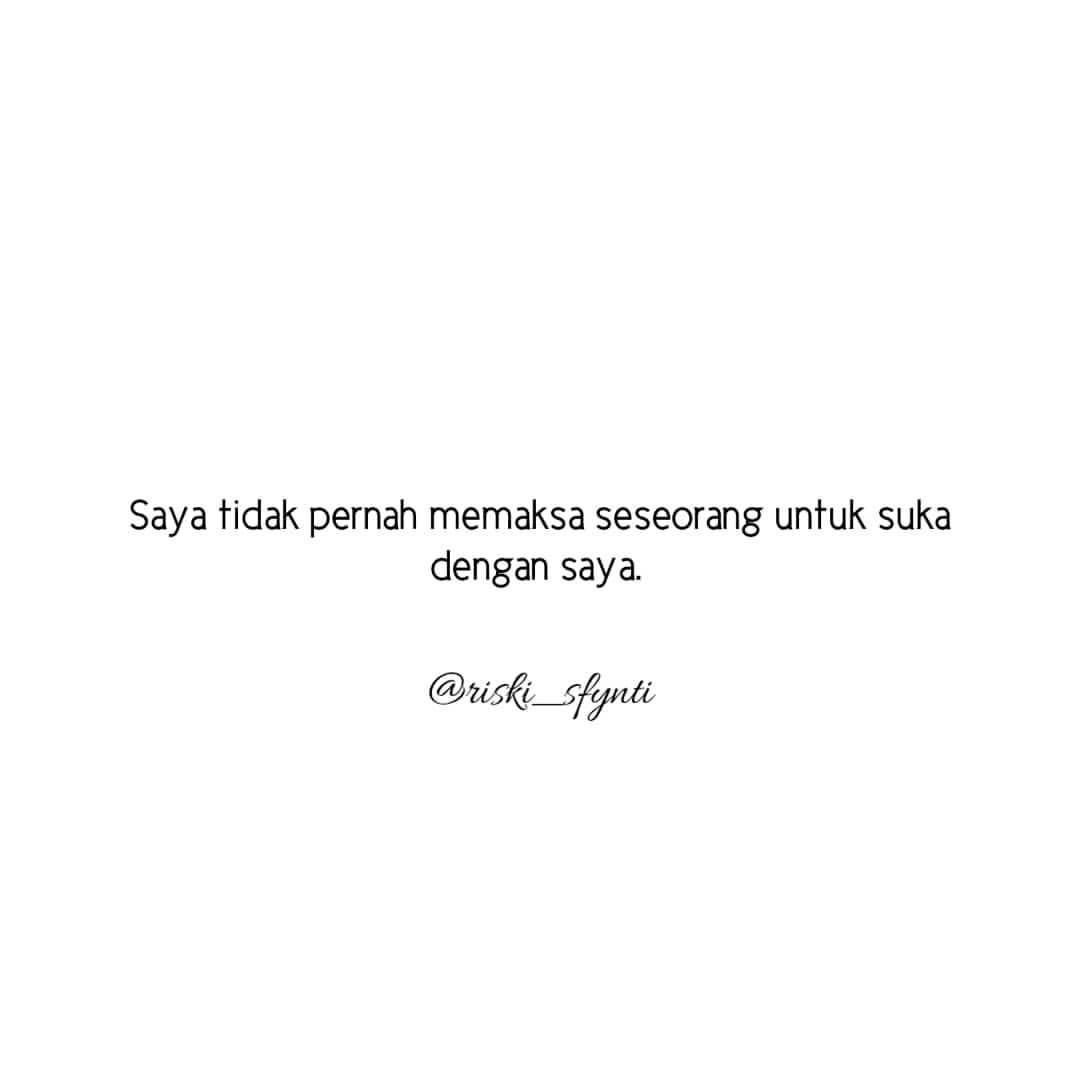 Saya tidak pernah memaksa seseorang untuk suka
dengan saya.
@riski_sfynti